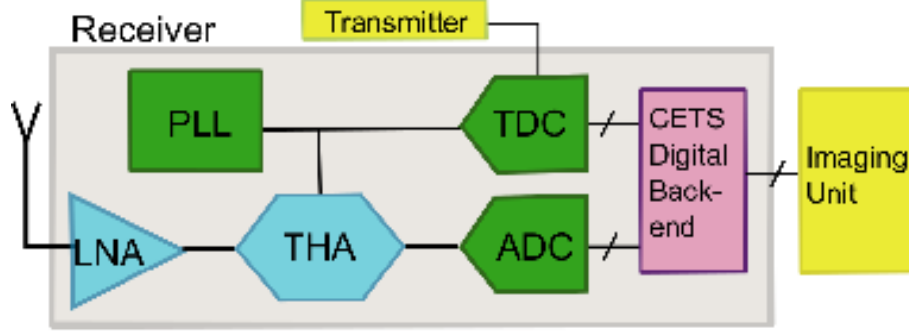 Receiver
Transmitter
PLL
TDC
CETS
Digital
Back-
end
Imaging
Unit
LNA
THA
ADC